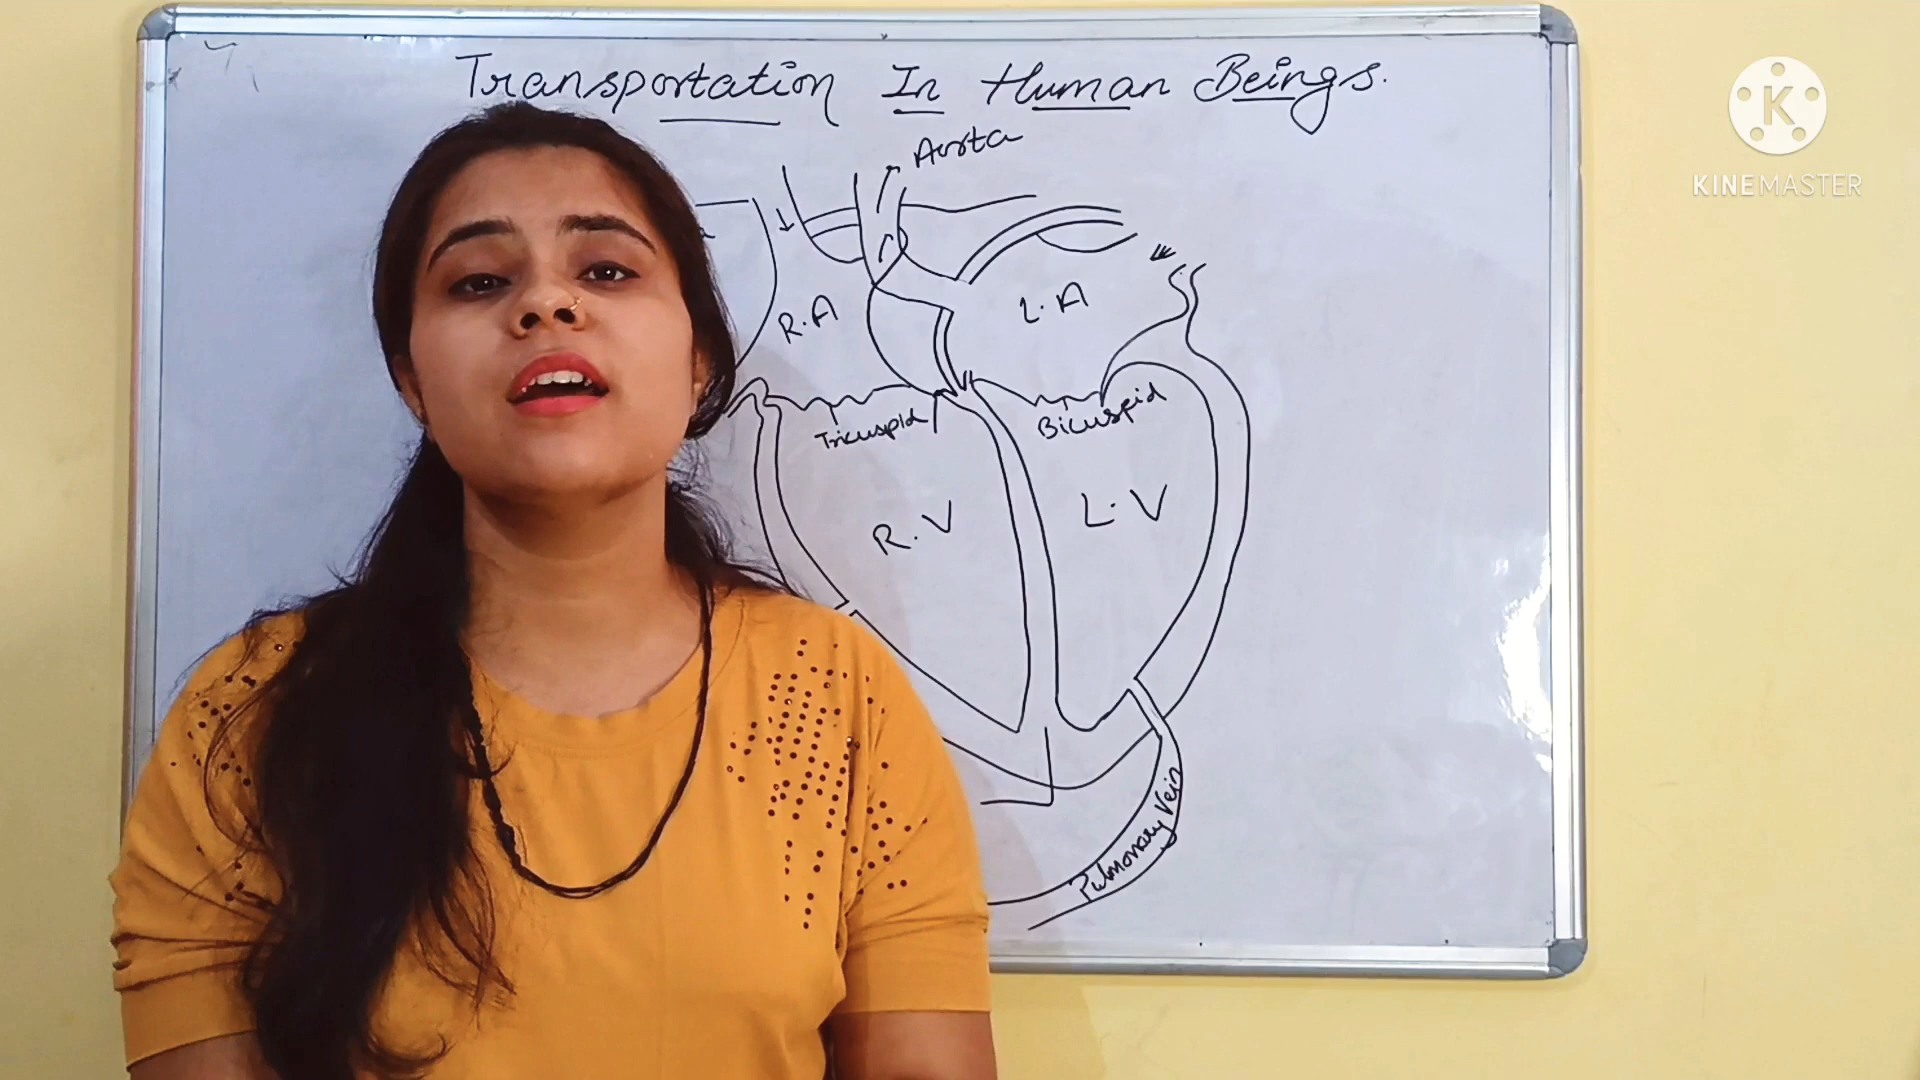 Transportation In Human Beings.
Aorta
R.A
L.A
Tricuspid
Bicuspid
R.V
L.V
Pulmonary Vein
K
KINEMASTER